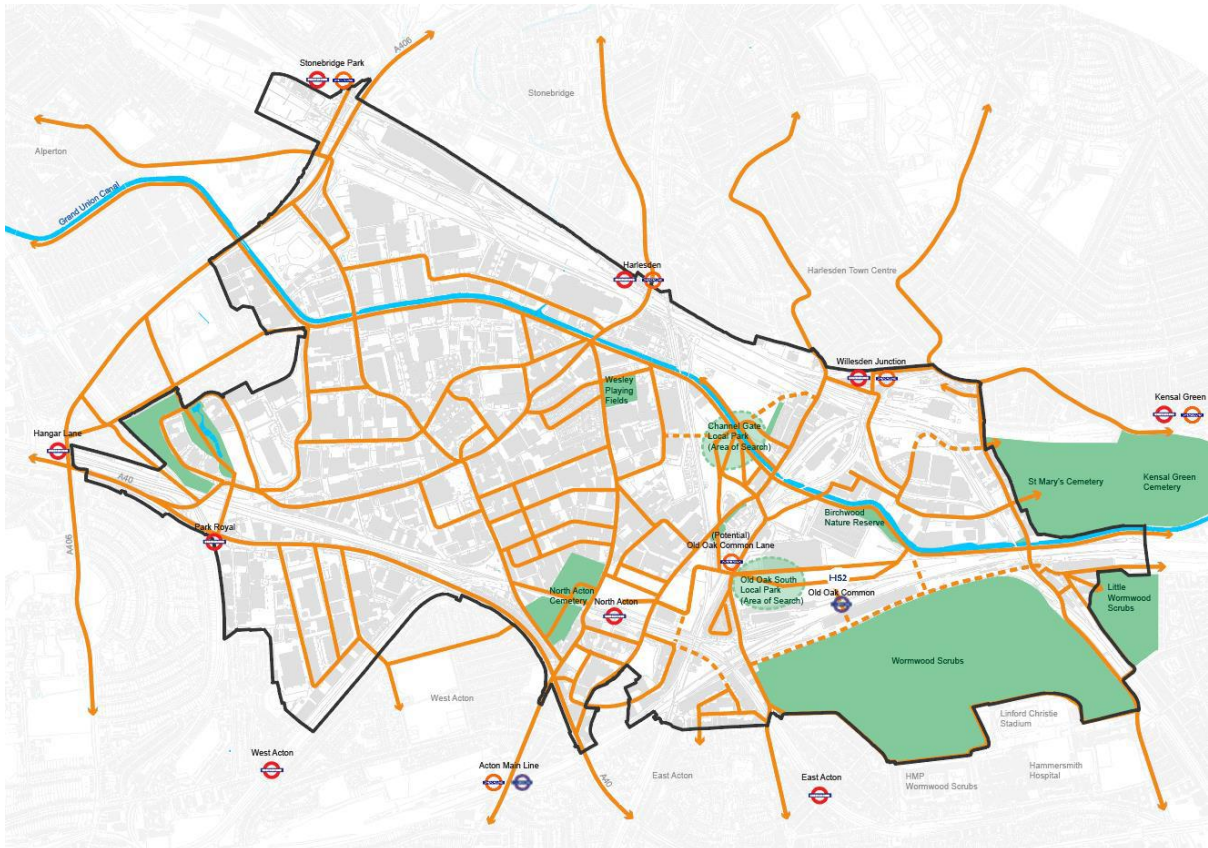 A406
Stonebridge Park
Stonebridge
Alperton
Grand Union Canal
Harlesden
Harlesden Town Centre
Willesden Junction
Kensal Green
Wesley
Playing
Fields
Channel Gate
Local Park
(Area of Search)
Hangar Lane
A40
St Mary's Cemetery
Kensal Green
Cemetery
Park Royal
A406
Birchwood
Nature Reserve
(Potential)
Old Oak Common Lane
HS2
Old Oak Common
Old Oak South
Local Park
(Area of Search)
North Acton
Cemetery
North Acton
Little
Wormwood
Scrubs
Wormwood Scrubs
West Acton
Linford Christie
Stadium
West Acton
Acton Main Line
A40
East Acton
East Acton
HMP
Wormwood Scrubs
Hammersmith
Hospital